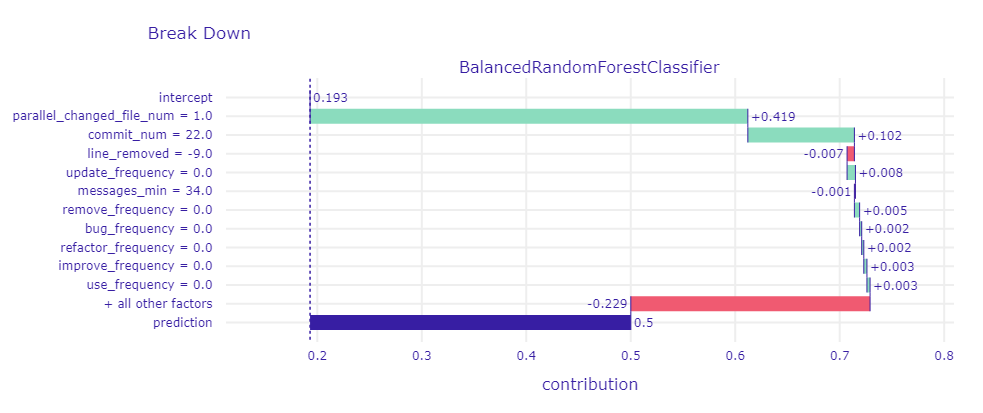 Break Down
BalancedRandomForestClassifier
intercept 0.193
parallel_changed_file_num = 1.0 +0.419
commit_num = 22.0 +0.102
line_removed = -9.0 -0.007
update_frequency = 0.0 +0.008
messages_min = 34.0 -0.001
remove_frequency = 0.0 +0.005
bug_frequency = 0.0 +0.002
refactor_frequency = 0.0 +0.002
improve_frequency = 0.0 +0.003
use_frequency = 0.0 +0.003
+ all other factors -0.229
prediction 0.5
0.2 0.3 0.4 0.5 0.6 0.7 0.8
contribution